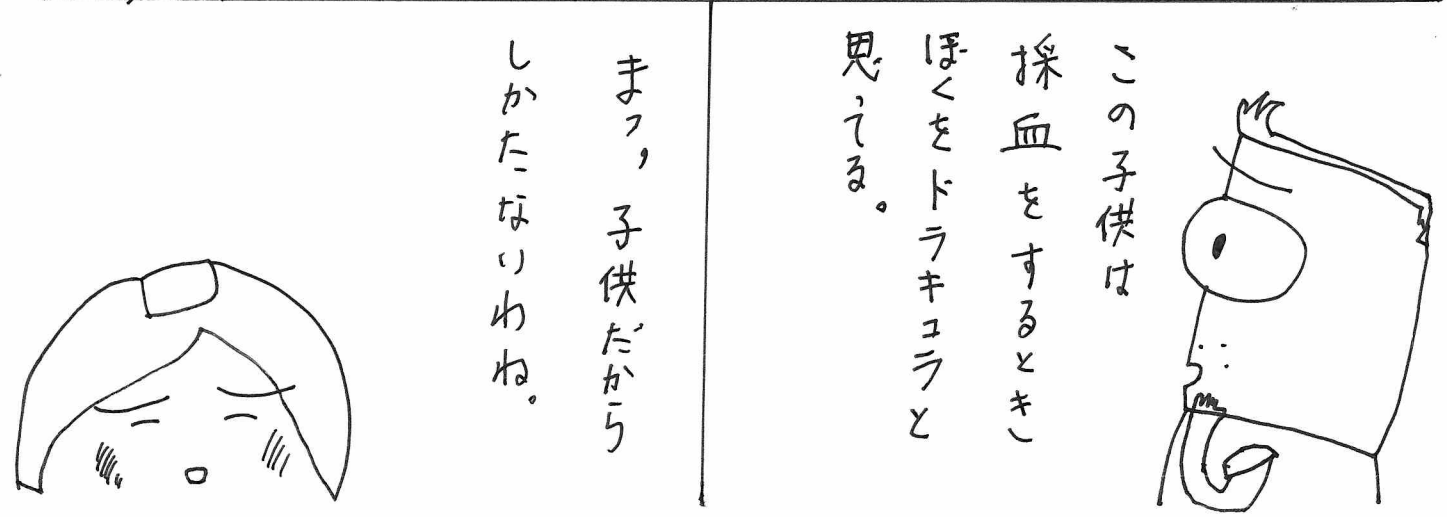 この子供は
採血をするとき
ぼくをドラキュラと
思ってる。
まっ，子供だから
しかたないわね。